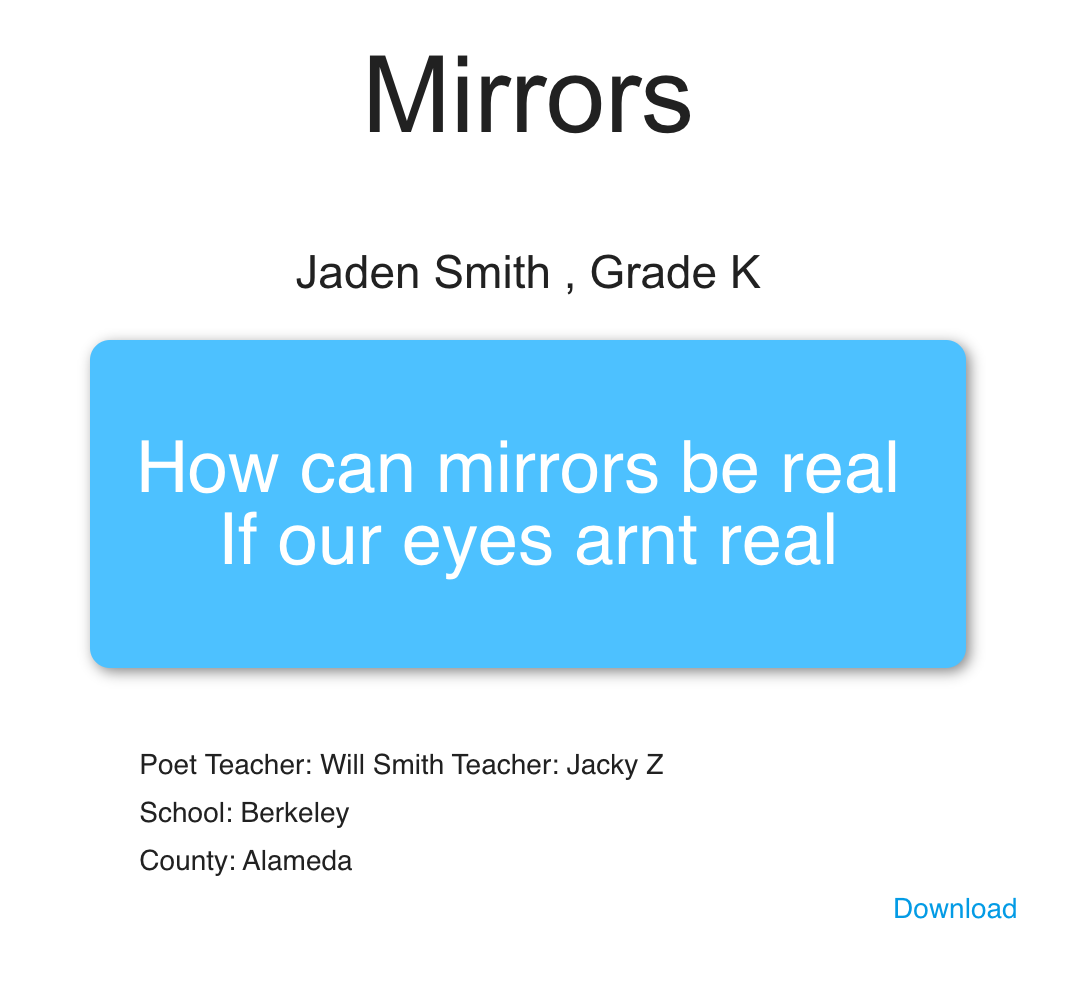 Mirrors
Jaden Smith , Grade K
How can mirrors be real
If our eyes arnt real
Poet Teacher: Will Smith Teacher: Jacky Z
School: Berkeley
County: Alameda
Download